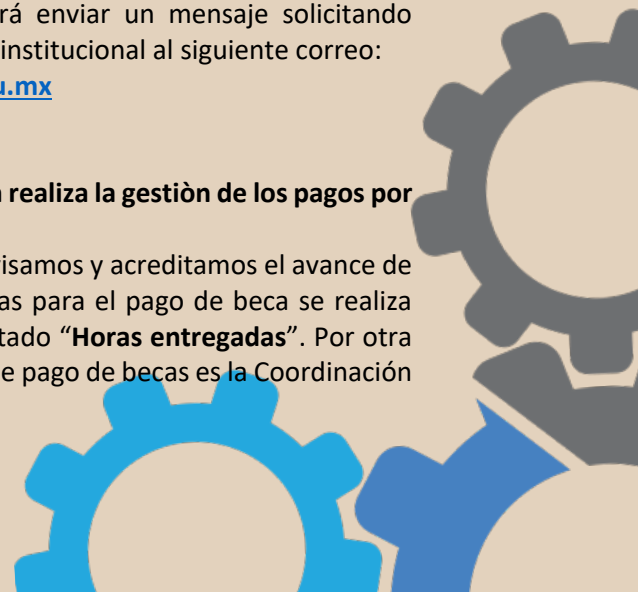 rá enviar un mensaje solicitando
institucional al siguiente correo:
u.mx
realiza la gestiòn de los pagos por
isamos y acreditamos el avance de
as para el pago de beca se realiza
tado “Horas entregadas”. Por otra
e pago de becas es la Coordinación